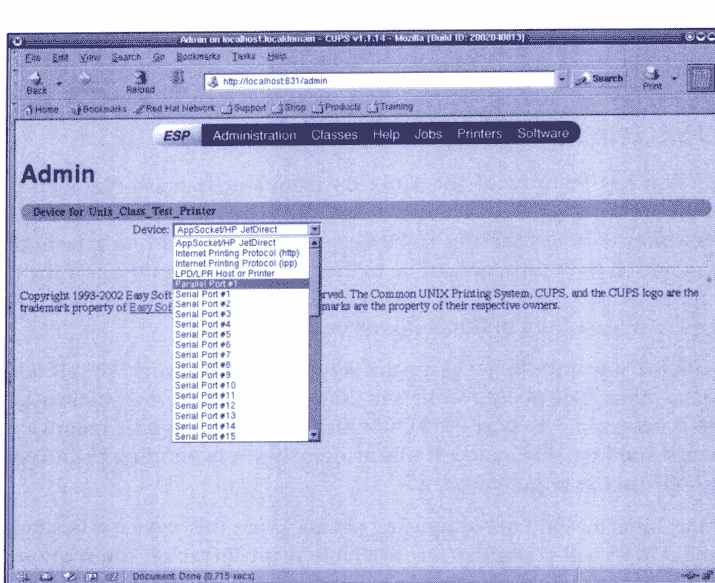 Admin on localhost.localdomain - CUPS v1.1.14 - Mozilla {Build ID: 2002040813}
File Edit View Search Go Bookmarks Tasks Help
Back Reload http://localhost:631/admin Search Print
Home Bookmarks Red Hat Network Support Shop Products Training
ESP Administration Classes Help Jobs Printers Software
Admin
Device for Unix_Class_Test_Printer
Device: AppSocket/HP JetDirect
AppSocket/HP JetDirect
Internet Printing Protocol (http)
Internet Printing Protocol (ipp)
LPD/LPR Host or Printer
Parallel Port #1
Serial Port #1
Serial Port #2
Serial Port #3
Serial Port #4
Serial Port #5
Serial Port #6
Serial Port #7
Serial Port #8
Serial Port #9
Serial Port #10
Serial Port #11
Serial Port #12
Serial Port #13
Serial Port #14
Serial Port #15
Copyright 1993-2002 Easy Soft rved. The Common UNIX Printing System, CUPS, and the CUPS logo are the
trademark property of Easy Sof marks are the property of their respective owners.
Document: Done (0.715 secs)